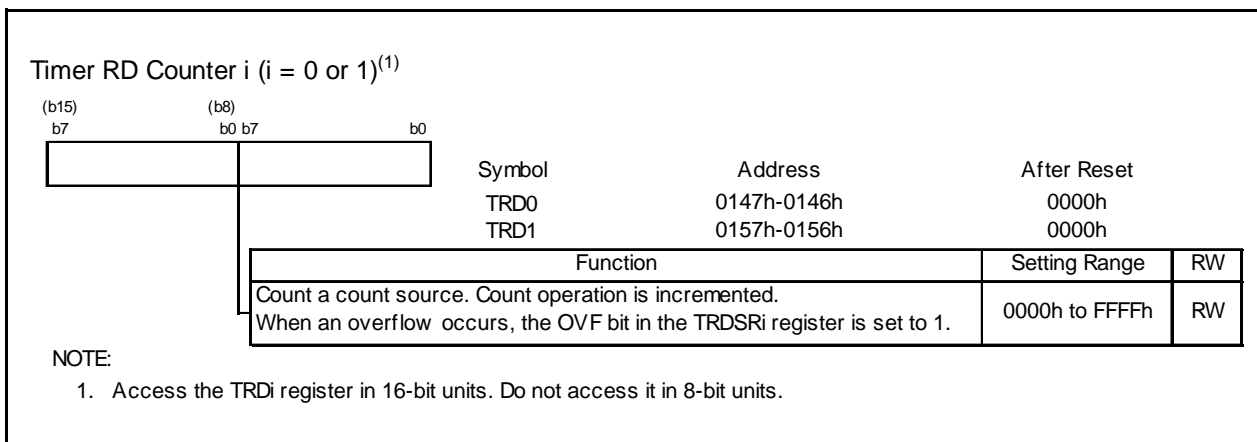 Timer RD Counter i (i = 0 or 1)(1)
(b15) (b8)
b7 b0 b7 b0
Symbol Address After Reset
TRD0 0147h-0146h 0000h
TRD1 0157h-0156h 0000h
Function Setting Range RW
Count a count source. Count operation is incremented.
When an overflow occurs, the OVF bit in the TRDSRi register is set to 1.
0000h to FFFFh RW
NOTE:
1. Access the TRDi register in 16-bit units. Do not access it in 8-bit units.